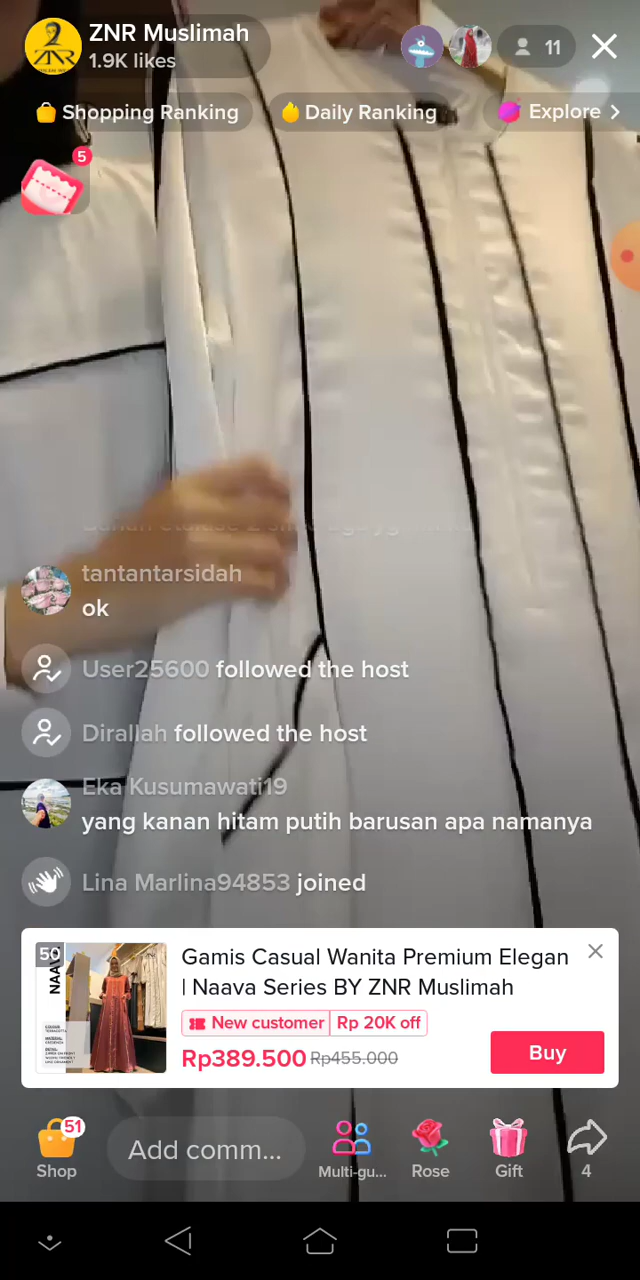 ZNR Muslimah
1.9K likes
11
Shopping Ranking
Daily Ranking
Explore
5
tantantarsidah
ok
User25600 followed the host
Dirallah followed the host
Eka Kusumawati19
yang kanan hitam putih barusan apa namanya
Lina Marlina94853 joined
50
Gamis Casual Wanita Premium Elegan
| Naava Series BY ZNR Muslimah
New customer
Rp 20K off
Rp389.500 Rp455.000
Buy
51
Shop
Add comm...
Multi-gu...
Rose
Gift
4